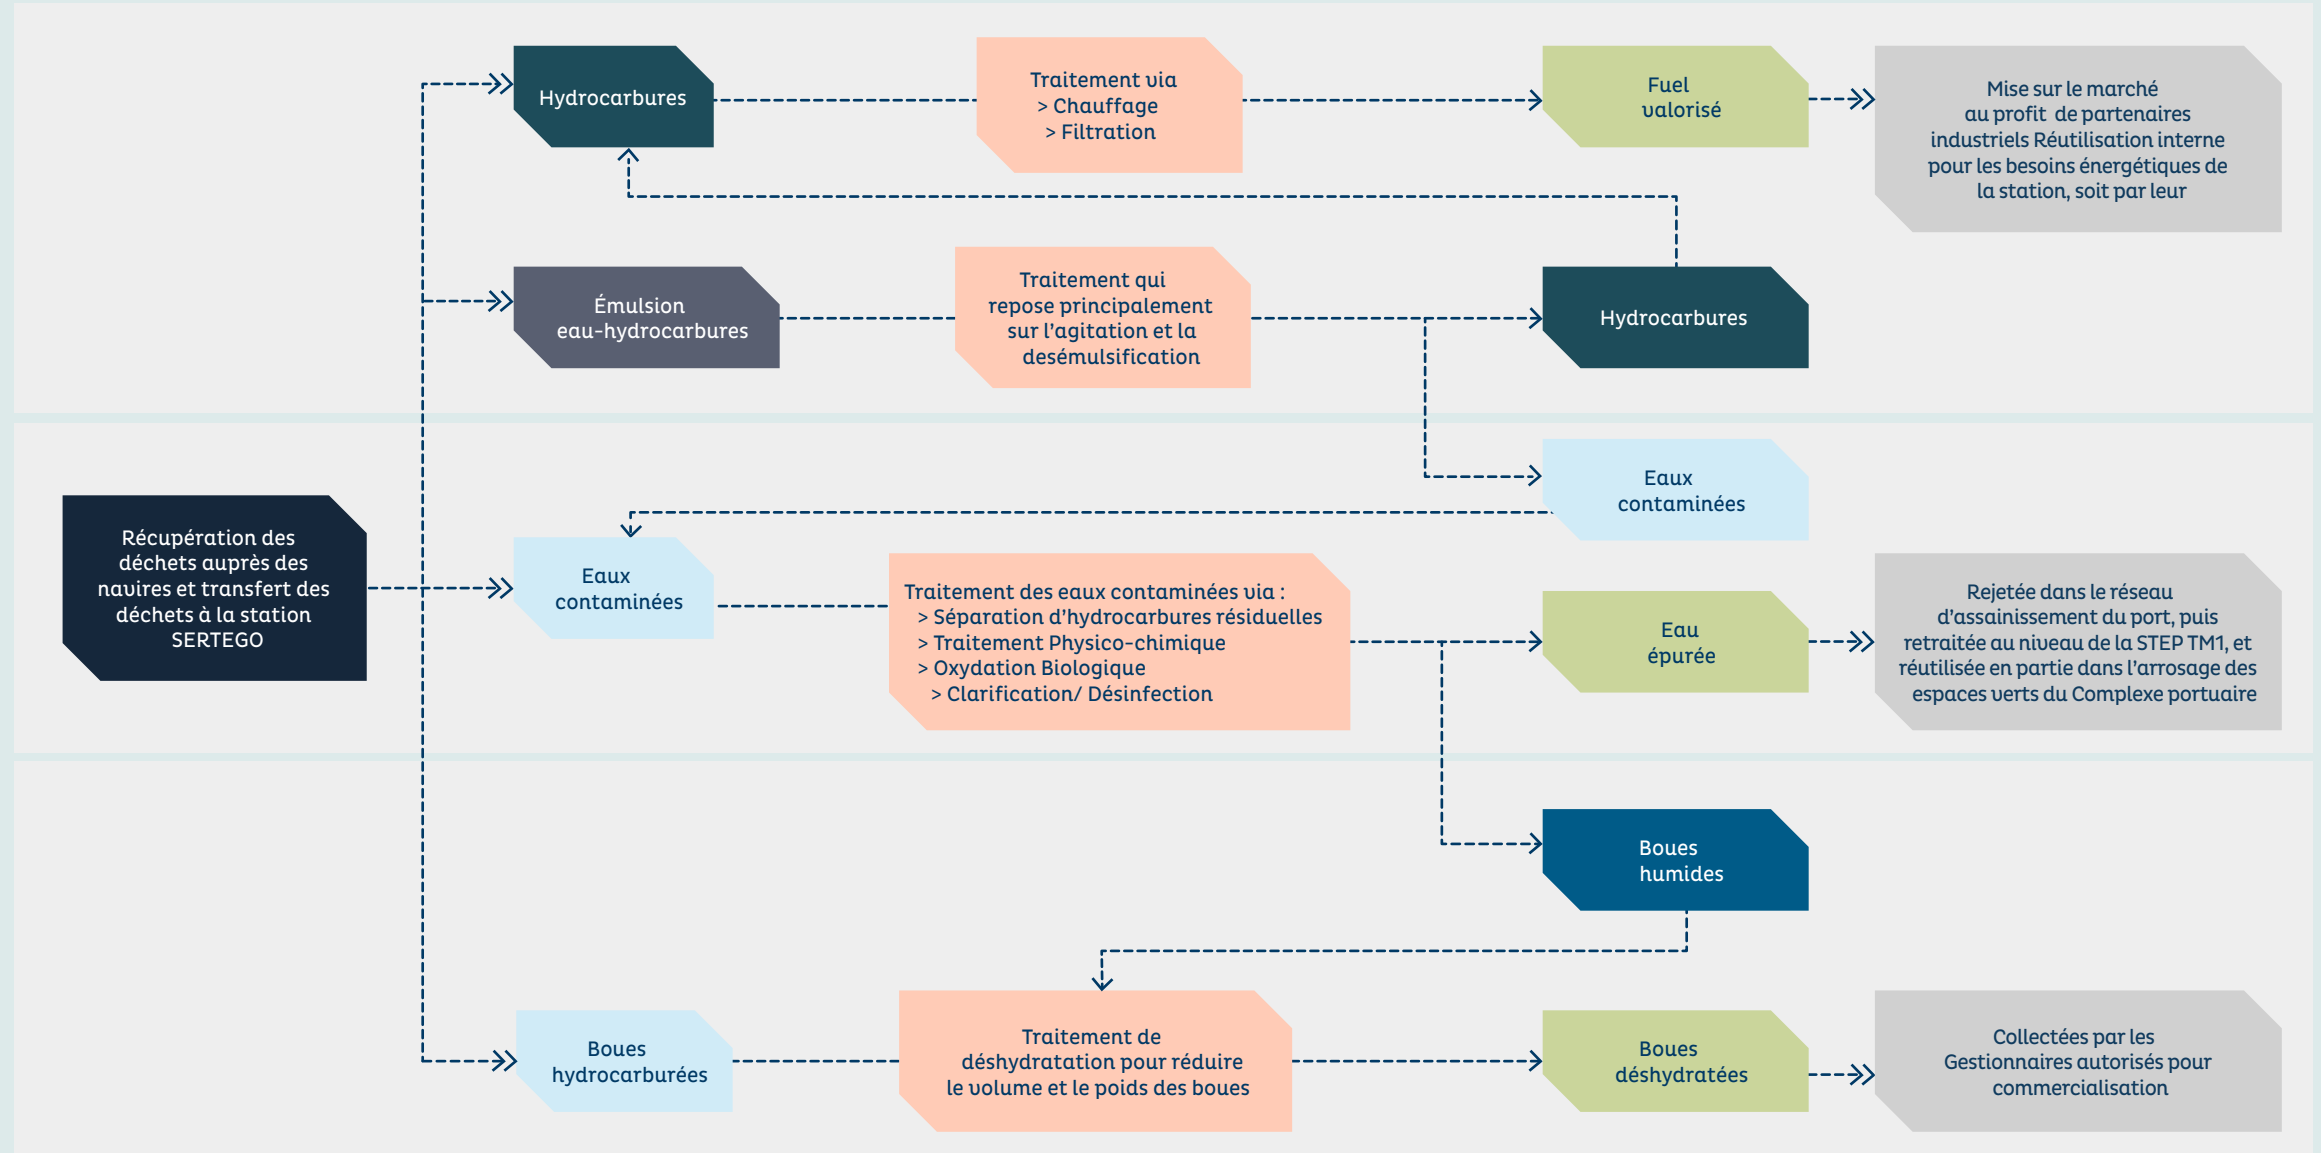 Hydrocarbures
Traitement via
> Chauffage
> Filtration
Fuel
valorisé
Mise sur le marché
au profit de partenaires
industriels Réutilisation interne
pour les besoins énergétiques de
la station, soit par leur
Émulsion
eau-hydrocarbures
Traitement qui
repose principalement
sur l'agitation et la
desémulsification
Hydrocarbures
Eaux
contaminées
Récupération des
déchets auprès des
navires et transfert des
déchets à la station
SERTEGO
Eaux
contaminées
Traitement des eaux contaminées via :
> Séparation d'hydrocarbures résiduelles
> Traitement Physico-chimique
> Oxydation Biologique
> Clarification/ Désinfection
Eau
épurée
Rejetée dans le réseau
d'assainissement du port, puis
retraitée au niveau de la STEP TM1, et
réutilisée en partie dans l'arrosage des
espaces verts du Complexe portuaire
Boues
humides
Boues
hydrocarburées
Traitement de
déshydratation pour réduire
le volume et le poids des boues
Boues
déshydratées
Collectées par les
Gestionnaires autorisés pour
commercialisation